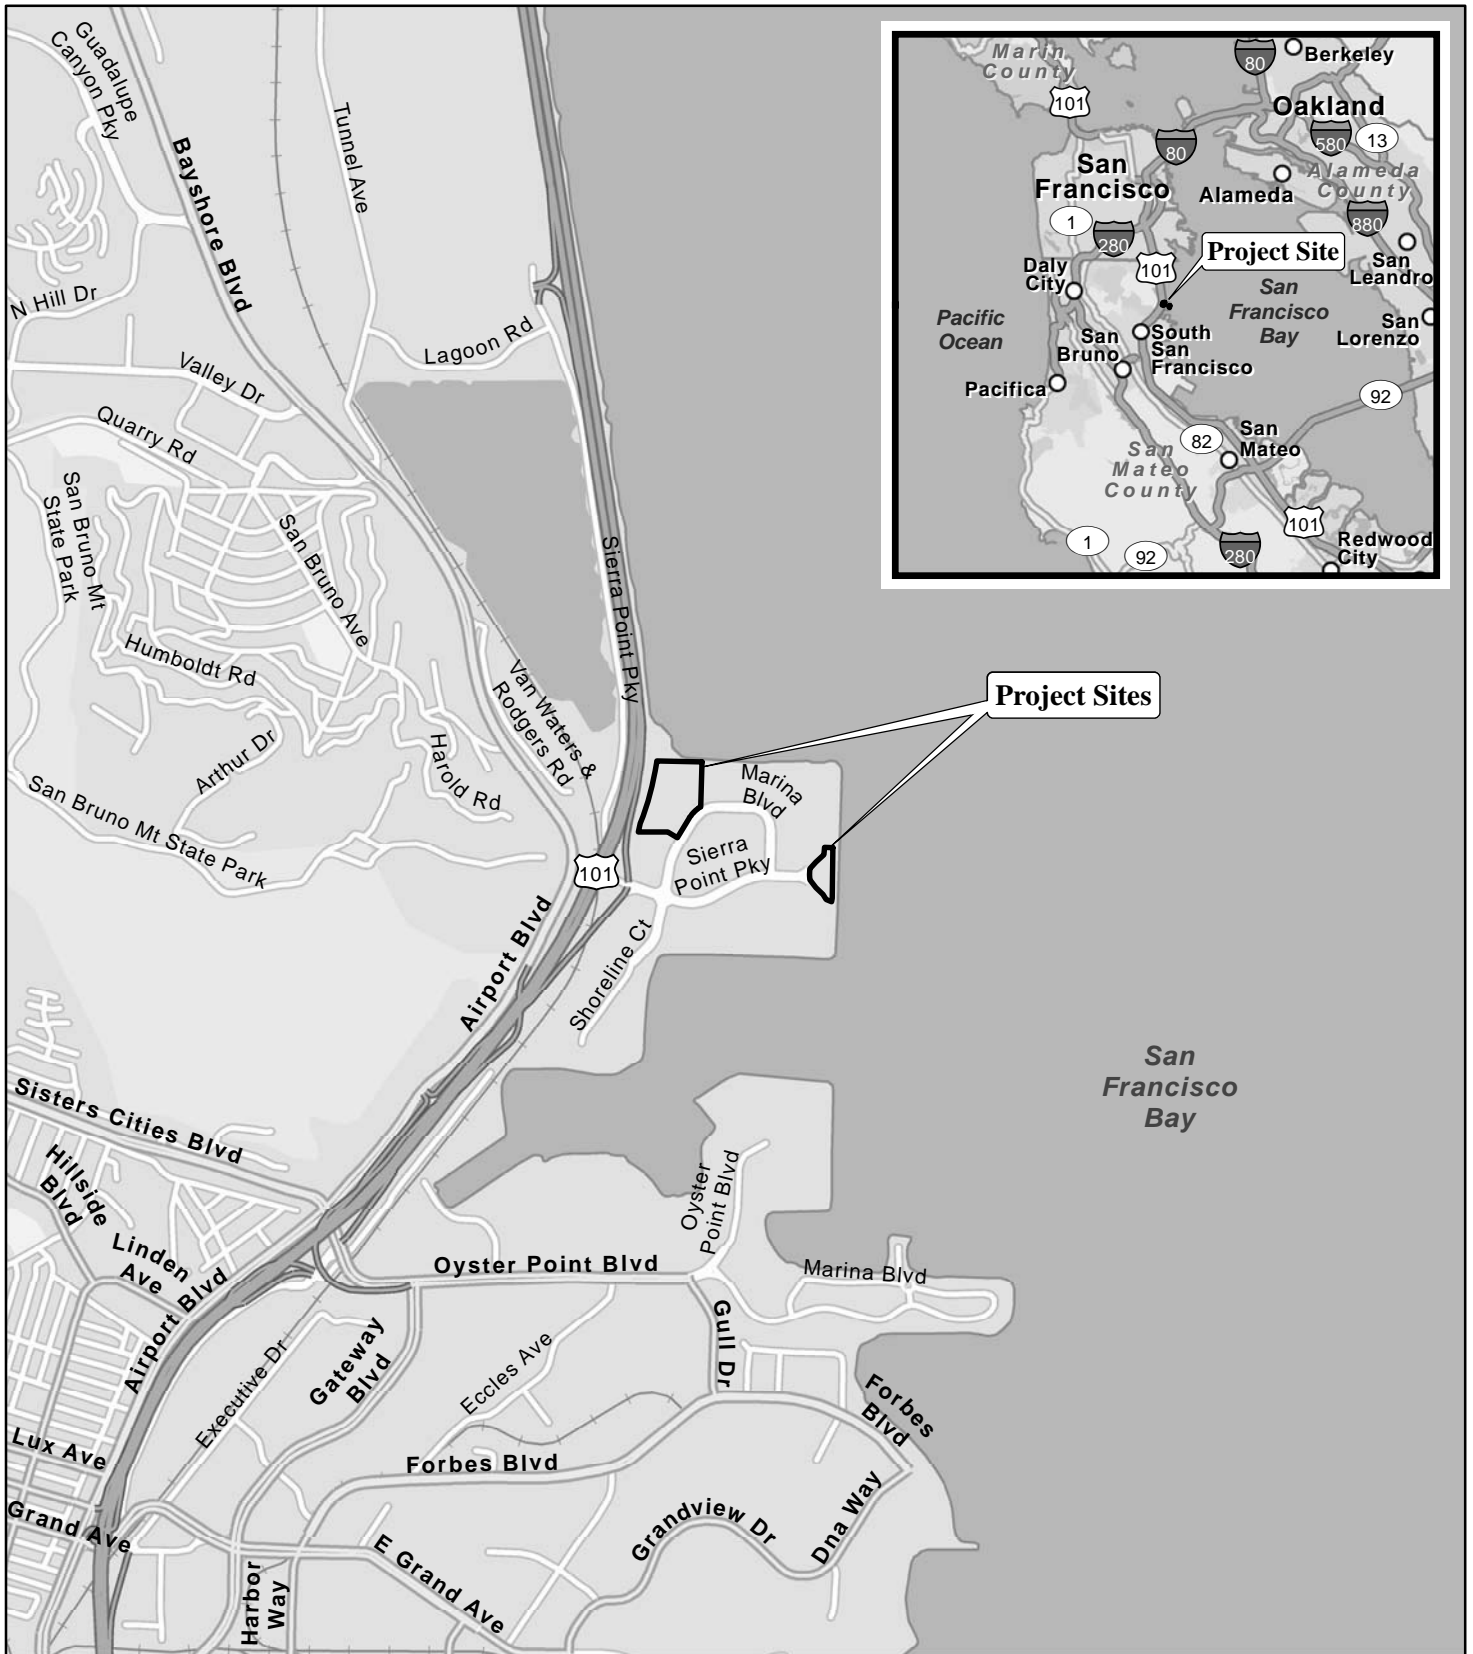 Guadalupe
Canyon Pky
Bayshore Blvd
Tunnel Ave
N Hill Dr
Valley Dr
Lagoon Rd
Quarry Rd
San Bruno Mt
State Park
San Bruno Ave
Sierra Point Pky
Humboldt Rd
Van Waters &
Rodgers Rd
Arthur Dr
Harold Rd
San Bruno Mt State Park
Project Sites
Marina
Blvd
Sierra
Point Pky
101
Airport Blvd
Shoreline Ct
San
Francisco
Bay
Sisters Cities Blvd
Hillside
Blvd
Linden
Ave
Airport Blvd
Oyster
Point Blvd
Oyster Point Blvd
Marina Blvd
Gull Dr
Executive Dr
Gateway
Blvd
Eccles Ave
Forbes
Blvd
Lux Ave
Forbes Blvd
Grand Ave
Grandview Dr
Dna Way
E Grand Ave
Harbor
Way
Marin
County
101
80
Berkeley
Oakland
580
13
80
San
Francisco
Alameda
Alameda
County
880
1
280
101
Project Site
San
Leandro
Daly
City
San
Francisco
Bay
Pacific
Ocean
San
Bruno
South
San
Francisco
San
Lorenzo
Pacifica
92
82
San
Mateo
San
Mateo
County
101
1
92
280
Redwood
City